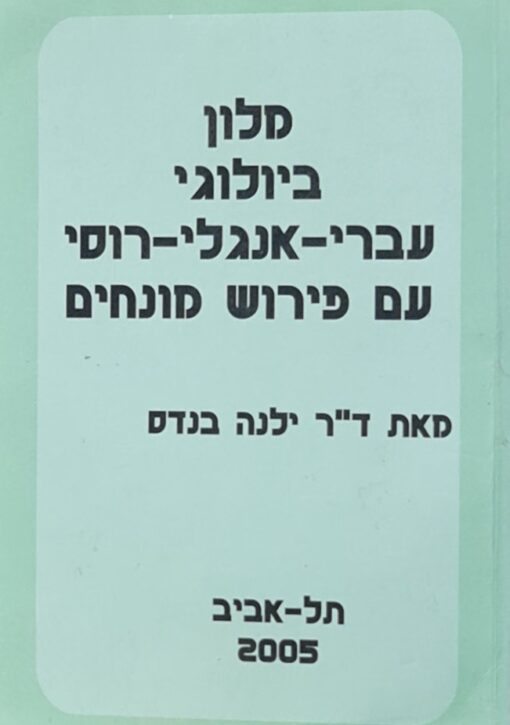 מלון
ביולוגי
עברי-אנגלי-רוסי
עם פירוש מונחים
מאת ד"ר ילנה בנדס
תל-אביב
2005